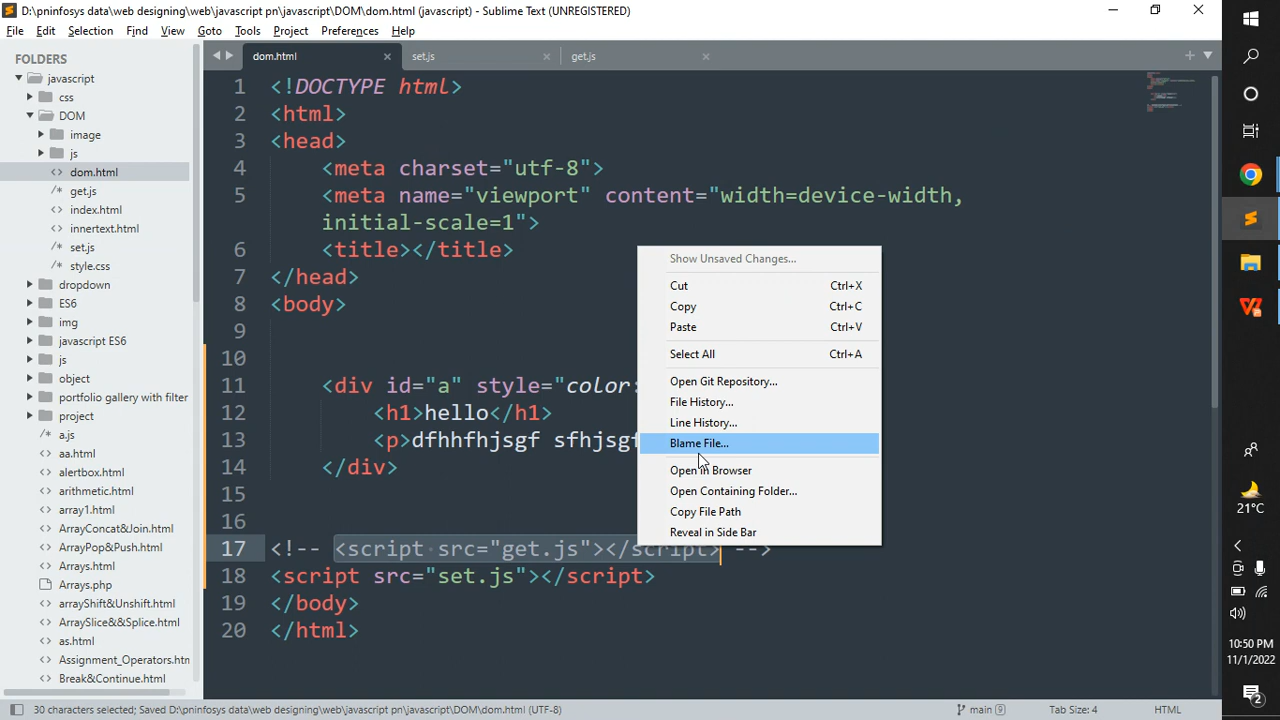 D:\pninfosys data\web designing\web\javascript pn\javascript\DOM\dom.html (javascript) - Sublime Text (UNREGISTERED)
File Edit Selection Find View Goto Tools Project Preferences Help
FOLDERS
javascript
css
DOM
image
js
dom.html
get.js
index.html
innertext.html
set.js
style.css
dropdown
ES6
img
javascript ES6
js
object
portfolio gallery with filter
project
a.js
aa.html
alertbox.html
arithmetic.html
array1.html
ArrayConcat&Join.html
ArrayPop&Push.html
Arrays.html
Arrays.php
arrayShift&Unshift.html
ArraySlice&&Splice.html
as.html
Assignment_Operators.htm
Break&Continue.html
dom.html set.js get.js
1 <!DOCTYPE html>
2 <html>
3 <head>
4 <meta charset="utf-8">
5 <meta name="viewport" content="width=device-width,
initial-scale=1">
6 <title></title>
7 </head>
8 <body>
9
10
11 <div id="a" style="color:
12 <h1>hello</h1>
13 <p>dfhhfhjsgf sfhjsgf
14 </div>
15
16
17 <!-- <script src="get.js"></script> -->
18 <script src="set.js"></script>
19 </body>
20 </html>
Show Unsaved Changes...
Cut Ctrl+X
Copy Ctrl+C
Paste Ctrl+V
Select All Ctrl+A
Open Git Repository...
File History...
Line History...
Blame File...
Open in Browser
Open Containing Folder...
Copy File Path
Reveal in Side Bar
30 characters selected; Saved D:\pninfosys data\web designing\web\javascript pn\javascript\DOM\dom.html (UTF-8)
main 9
Tab Size: 4
HTML
21°C
10:50 PM
11/1/2022
2